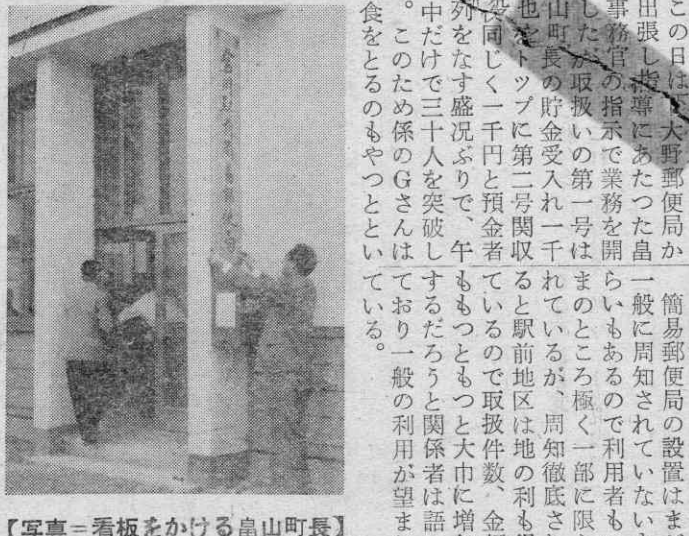 この日は、大野郵便局か
出張し指導にあたつた畠
事務官の指示で業務を開
したが取扱いの第一号は
山町長の貯金受入れ一千
也をトップに第二号関収
役同じく一千円と預金者
列をなす盛况ぶりで、午
中だけで三十人を突破し
。このため係のGさんは
食をとるのもやつととい
簡易郵便局の設置はま
一般に周知されていない
らいもあるので利用者も
まのところ極く一部に限
れているが、周知徹底さ
ると駅前地区は地の利も
ているので取扱件数、金
ももつともつと大巾に増
するだろうと関係者は語
ており一般の利用が望ま
ている。
【写真=看板をかける畠山町長】